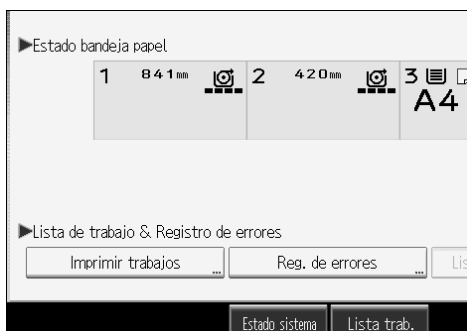 ▶Estado bandeja papel
1 841mm 2 420mm 3
A4
▶Lista de trabajo & Registro de errores
Imprimir trabajos ... Reg. de errores ... Lis
Estado sistema Lista trab.